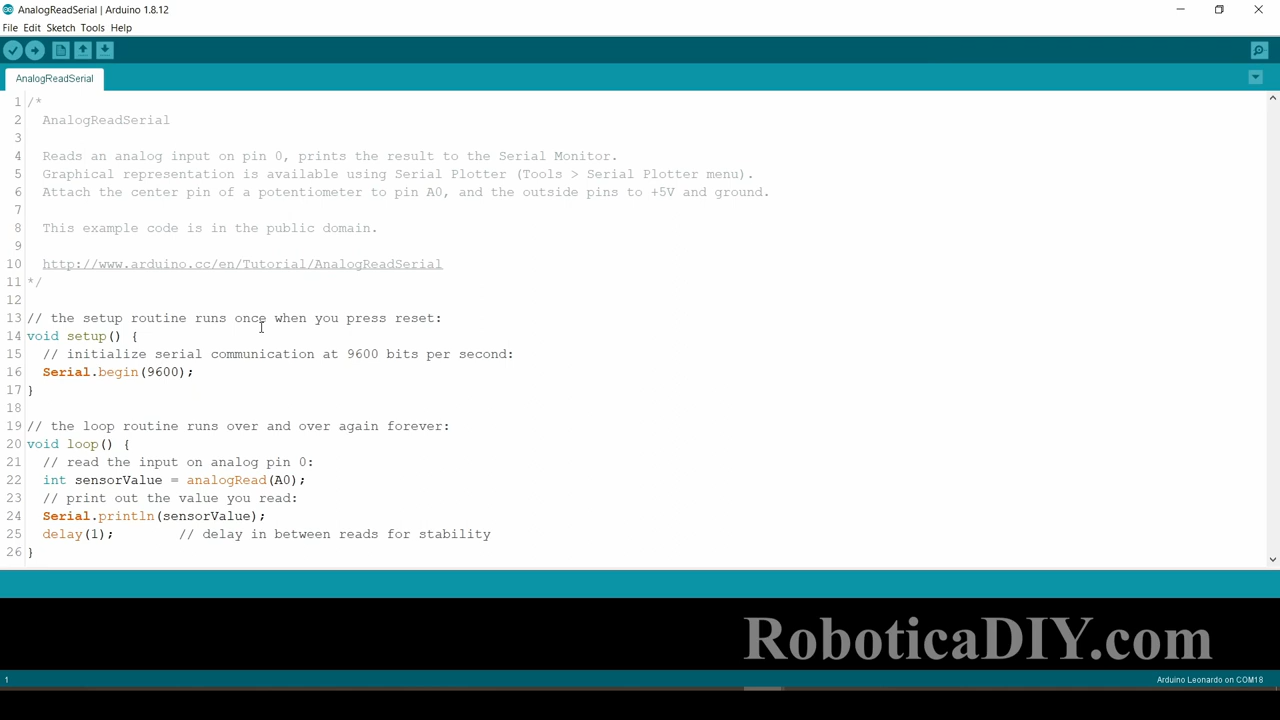 AnalogReadSerial | Arduino 1.8.12
File Edit Sketch Tools Help
AnalogReadSerial
1 /*
2 AnalogReadSerial
3
4 Reads an analog input on pin 0, prints the result to the Serial Monitor.
5 Graphical representation is available using Serial Plotter (Tools > Serial Plotter menu).
6 Attach the center pin of a potentiometer to pin A0, and the outside pins to +5V and ground.
7
8 This example code is in the public domain.
9
10 http://www.arduino.cc/en/Tutorial/AnalogReadSerial
11 */
12
13 // the setup routine runs once when you press reset:
14 void setup() {
15 // initialize serial communication at 9600 bits per second:
16 Serial.begin(9600);
17 }
18
19 // the loop routine runs over and over again forever:
20 void loop() {
21 // read the input on analog pin 0:
22 int sensorValue = analogRead(A0);
23 // print out the value you read:
24 Serial.println(sensorValue);
25 delay(1); // delay in between reads for stability
26 }
RoboticaDIY.com
1 Arduino Leonardo on COM18